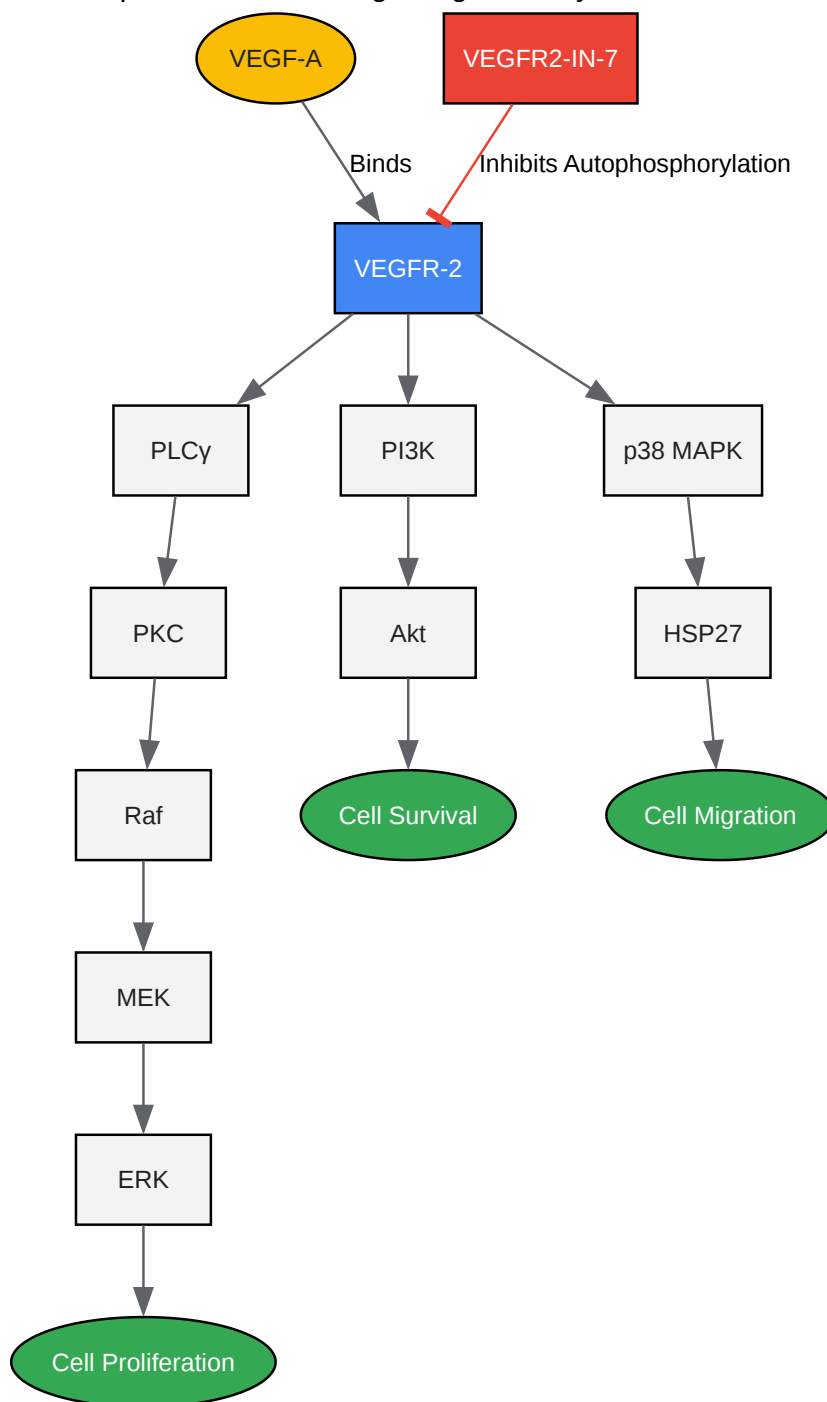 VEGF-A
VEGFR2-IN-7
Binds
Inhibits Autophosphorylation
VEGFR-2
PLCγ
PI3K
p38 MAPK
PKC
Akt
HSP27
Raf
Cell Survival
Cell Migration
MEK
ERK
Cell Proliferation